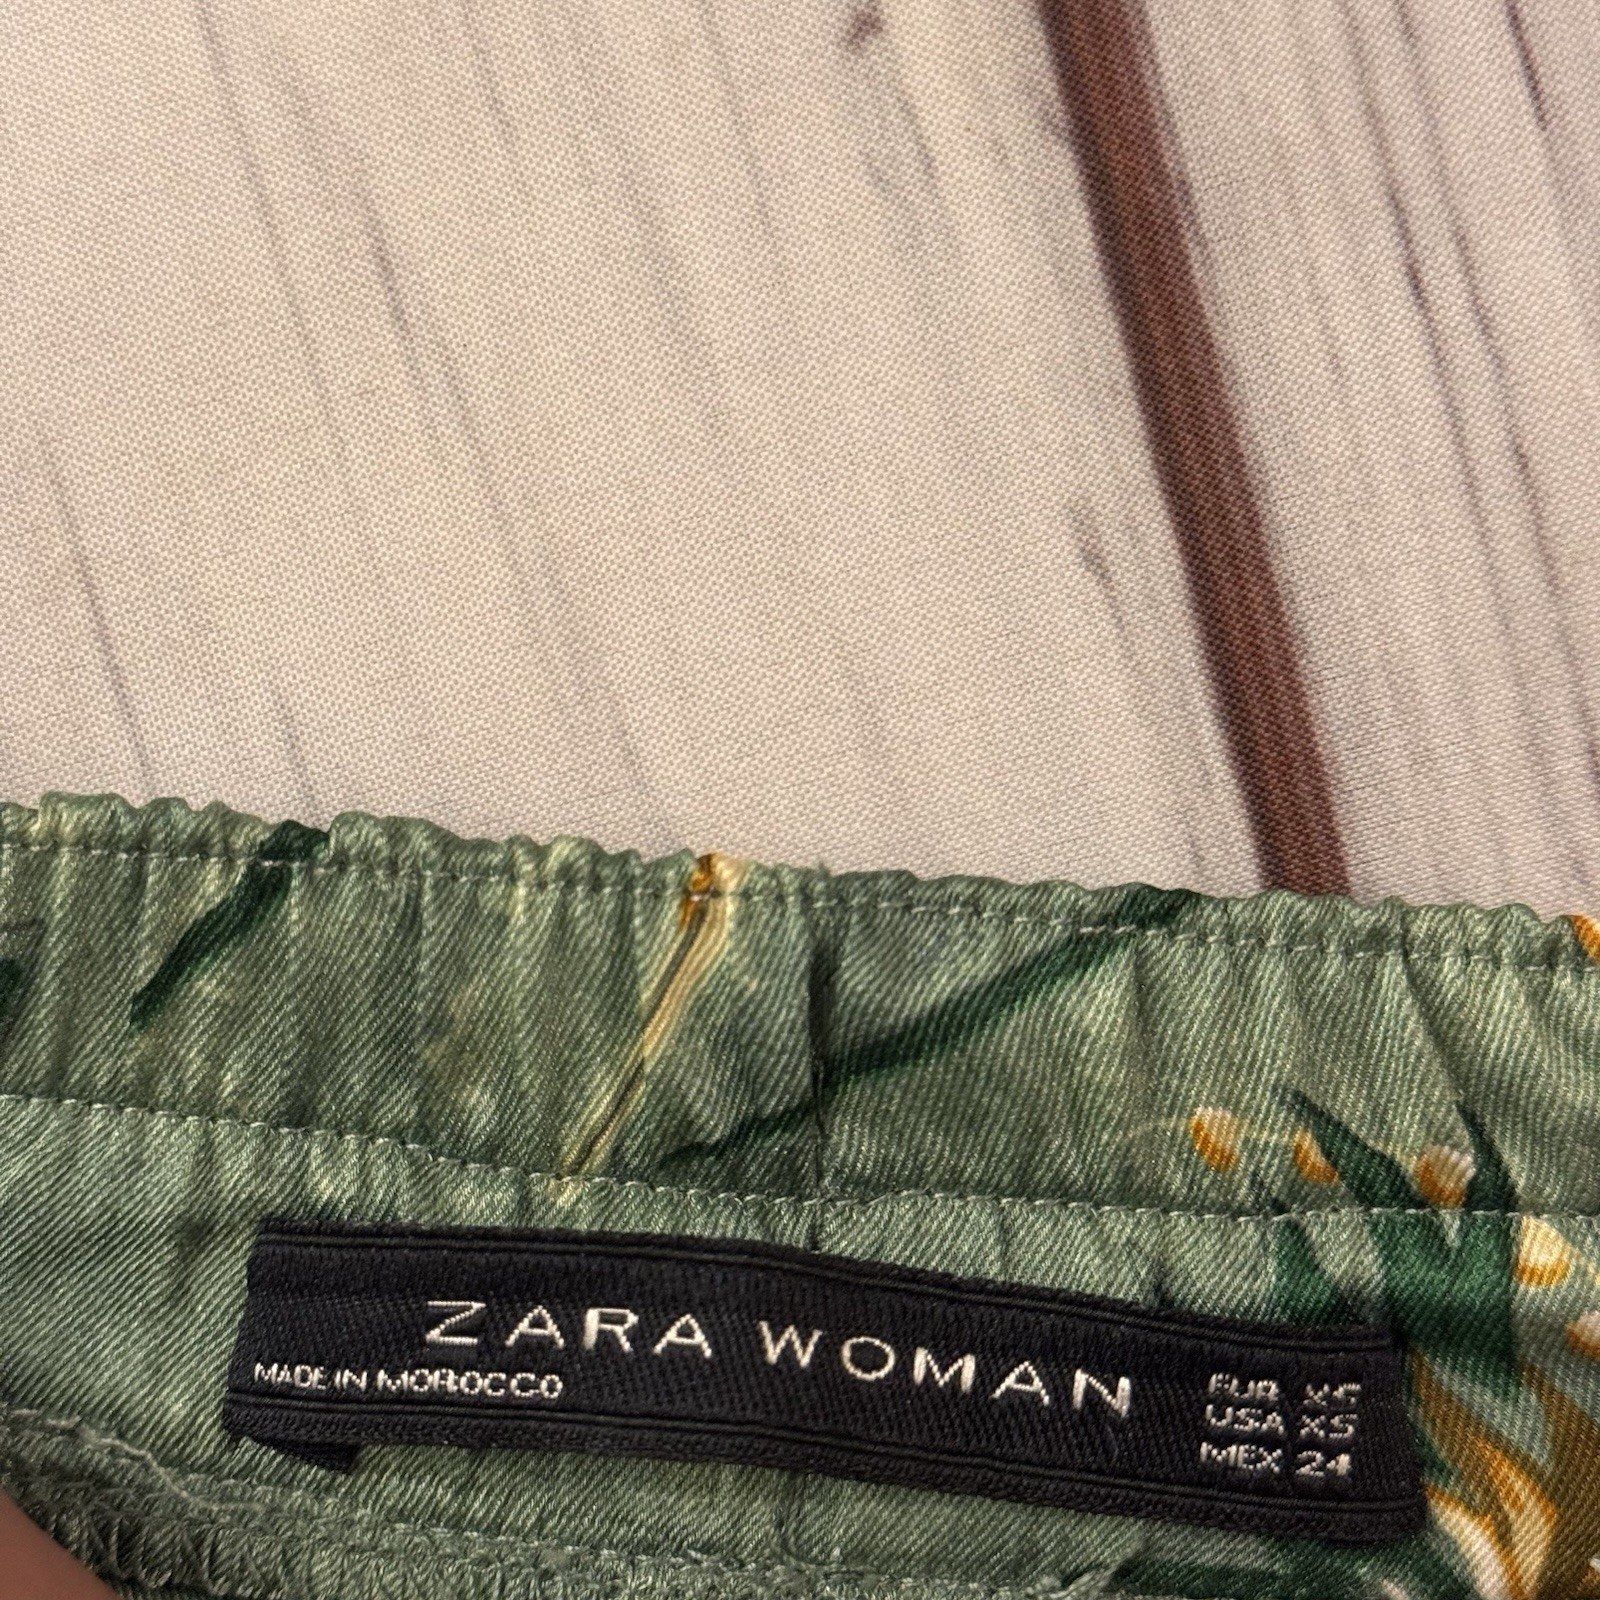 ZARA WOMAN
MADE IN MOROCCO
EUR XS
USA XS
MEX 24